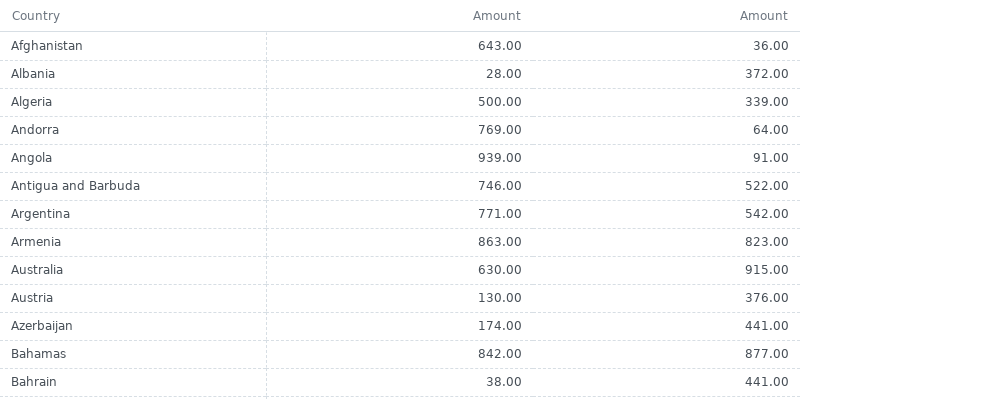 Country Amount Amount
Afghanistan 643.00 36.00
Albania 28.00 372.00
Algeria 500.00 339.00
Andorra 769.00 64.00
Angola 939.00 91.00
Antigua and Barbuda 746.00 522.00
Argentina 771.00 542.00
Armenia 863.00 823.00
Australia 630.00 915.00
Austria 130.00 376.00
Azerbaijan 174.00 441.00
Bahamas 842.00 877.00
Bahrain 38.00 441.00